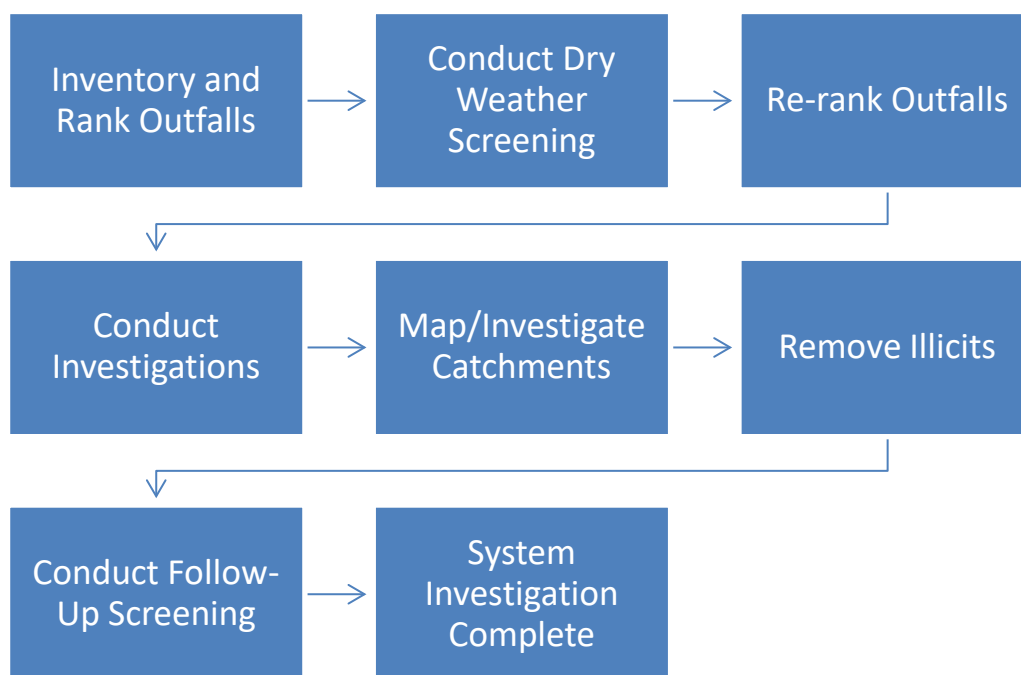 Inventory and
Rank Outfalls
Conduct Dry
Weather
Screening
Re-rank Outfalls
Conduct
Investigations
Map/Investigate
Catchments
Remove Illicits
Conduct Follow-
Up Screening
System
Investigation
Complete